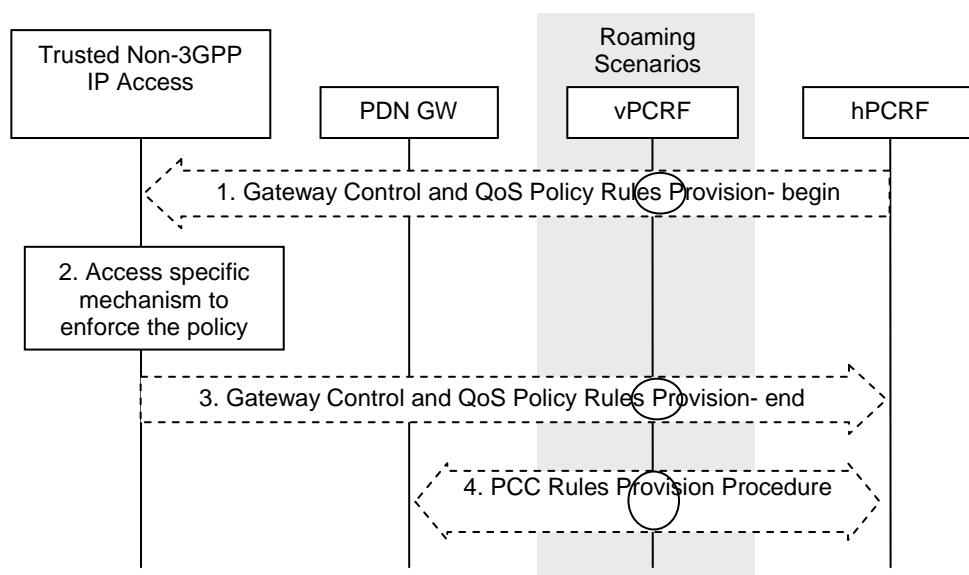 Roaming
Scenarios
Trusted Non-3GPP
IP Access
PDN GW
vPCRF
hPCRF
1. Gateway Control and QoS Policy Rules Provision- begin
2. Access specific
mechanism to
enforce the policy
3. Gateway Control and QoS Policy Rules Provision- end
4. PCC Rules Provision Procedure